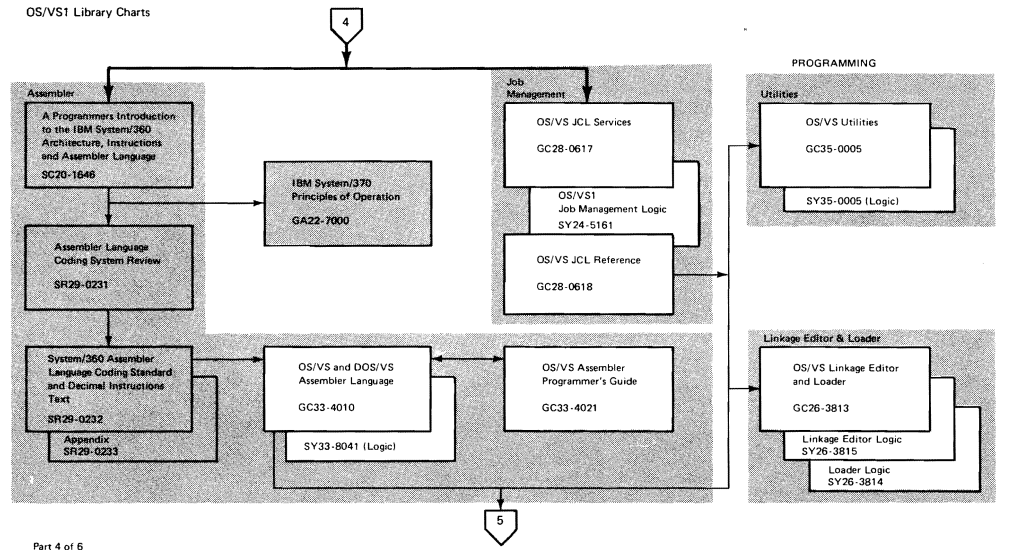 OS/VS1 Library Charts
4
PROGRAMMING
Assembler
A Programmers Introduction
to the IBM System/360
Architecture, Instructions
and Assembler Language
SC20-1646
IBM System/370
Principles of Operation
GA22-7000
Assembler Language
Coding System Review
SR29-0231
System/360 Assembler
Language Coding Standard
and Decimal Instructions
Text
SR29-0232
Appendix
SR29-0233
OS/VS and DOS/VS
Assembler Language
GC33-4010
SY33-8041 (Logic)
OS/VS Assembler
Programmer's Guide
GC33-4021
Job
Management
OS/VS JCL Services
GC28-0617
OS/VS1
Job Management Logic
SY24-5161
OS/VS JCL Reference
GC28-0618
Utilities
OS/VS Utilities
GC35-0005
SY35-0005 (Logic)
Linkage Editor & Loader
OS/VS Linkage Editor
and Loader
GC26-3813
Linkage Editor Logic
SY26-3815
Loader Logic
SY26-3814
5
Part 4 of 6